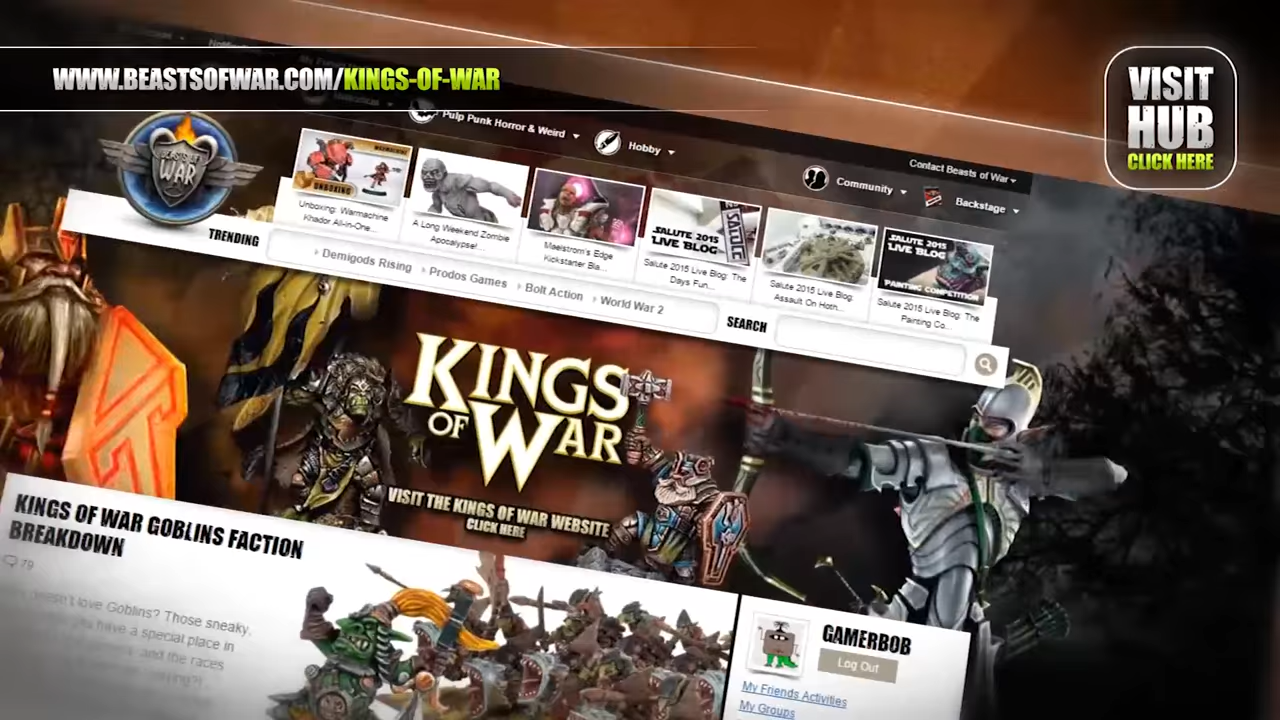 WWW.BEASTSOFWAR.COM/KINGS-OF-WAR
VISIT
HUB
CLICK HERE
Pulp Punk Horror & Weird
Hobby
Contact Beasts of War
Community
Backstage
BEASTS OF
WAR
UNBOXING
Unboxing: Warmachine
Khador All-in-One...
A Long Weekend Zombie
Apocalypse!...
Maelstrom's Edge
Kickstarter Bla...
SALUTE 2015
LIVE BLOG
Salute 2015 Live Blog: The
Days Fun...
Salute 2015 Live Blog:
Assault On Hoth...
SALUTE 2015
LIVE BLOG
PAINTING COMPETITION
Salute 2015 Live Blog: The
Painting Co...
TRENDING
Demigods Rising
Prodos Games
Bolt Action
World War 2
SEARCH
KINGS
OF WAR
VISIT THE KINGS OF WAR WEBSITE
CLICK HERE
KINGS OF WAR GOBLINS FACTION
BREAKDOWN
79
doesn't love Goblins? Those sneaky,
you have a special place in
and the races
GAMERBOB
Log Out
My Friends Activities
My Groups